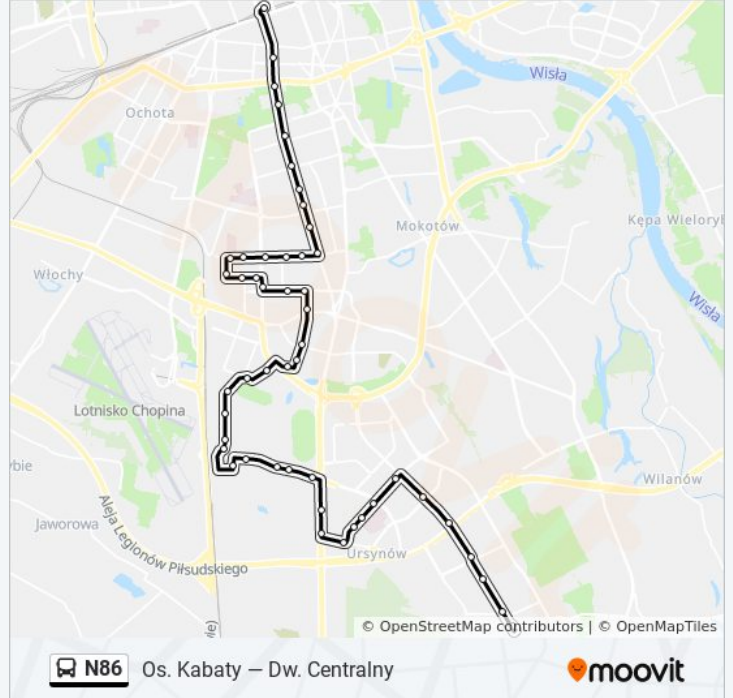 Wisła
Ochota
Mokotów
Kępa Wieloryb
Włochy
Wisła
Lotnisko Chopina
ybie
Wilanów
Aleja Legionów Piłsudskiego
Jaworowa
Ursynów
ie)
© OpenStreetMap contributors | © OpenMapTiles
N86 Os. Kabaty — Dw. Centralny
moovit